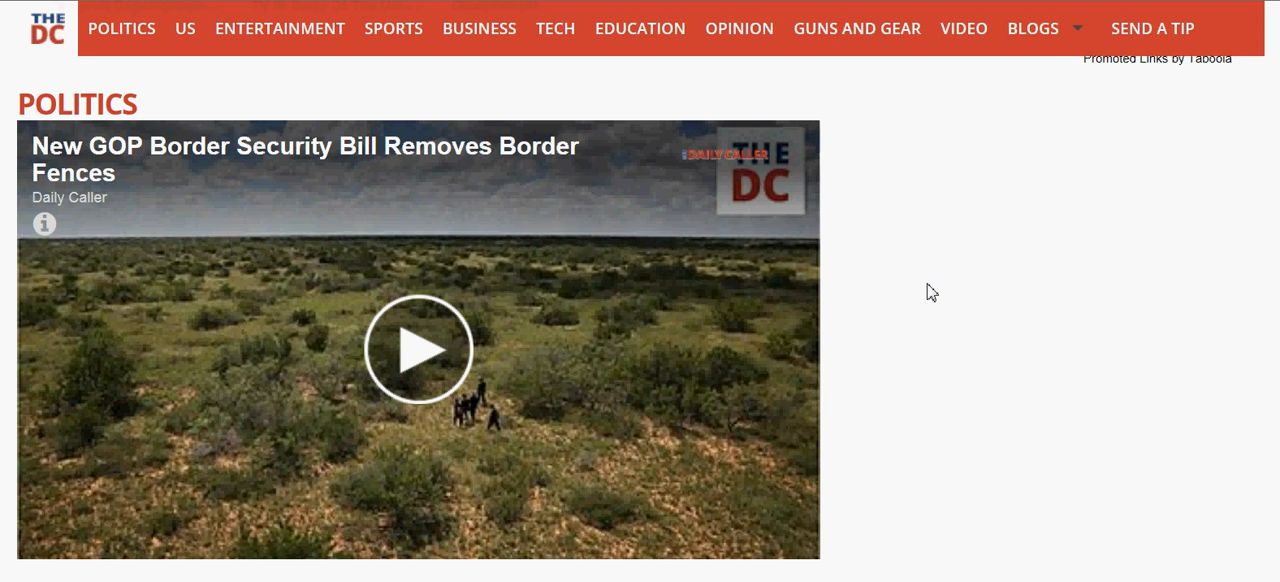 THE
DC
POLITICS US ENTERTAINMENT SPORTS BUSINESS TECH EDUCATION OPINION GUNS AND GEAR VIDEO BLOGS SEND A TIP
Promoted Links by Taboola
POLITICS
New GOP Border Security Bill Removes Border
Fences
Daily Caller
DAILY CALLER
THE
DC